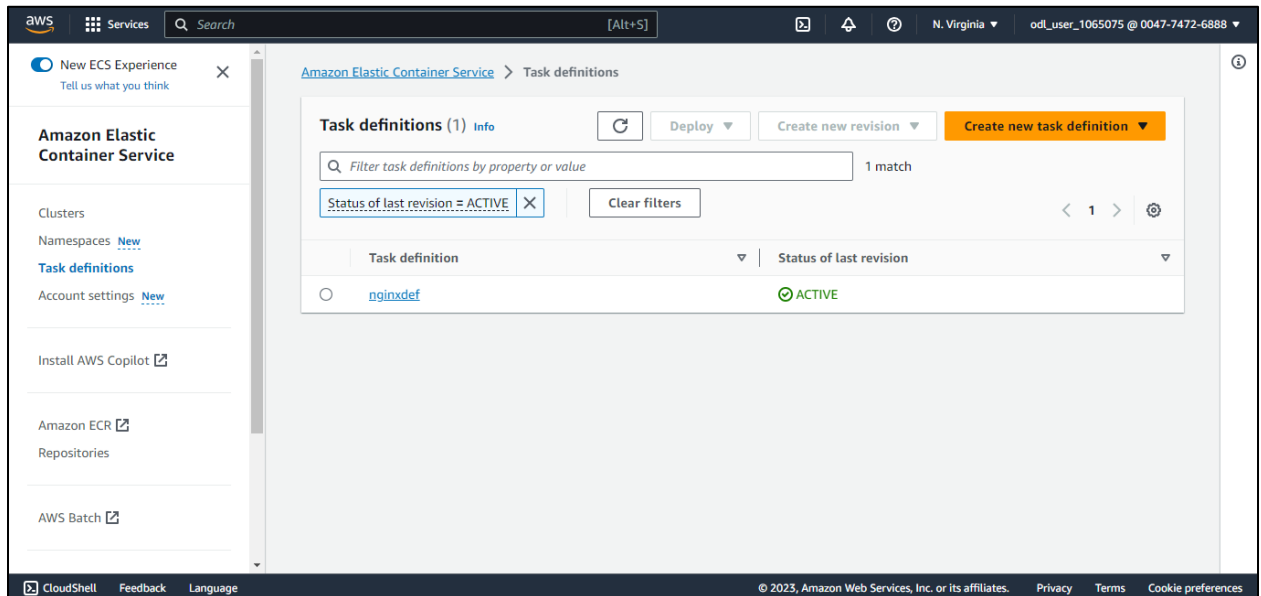 aws Services Search [Alt+S] N. Virginia ▼ odl_user_1065075 @ 0047-7472-6888 ▼
New ECS Experience
Tell us what you think
Amazon Elastic
Container Service
Clusters
Namespaces New
Task definitions
Account settings New
Install AWS Copilot
Amazon ECR
Repositories
AWS Batch
Amazon Elastic Container Service > Task definitions
Task definitions (1) Info Deploy ▼ Create new revision ▼ Create new task definition ▼
Filter task definitions by property or value 1 match
Status of last revision = ACTIVE Clear filters
< 1 >
Task definition Status of last revision
nginxdef ACTIVE
CloudShell Feedback Language © 2023, Amazon Web Services, Inc. or its affiliates. Privacy Terms Cookie preferences